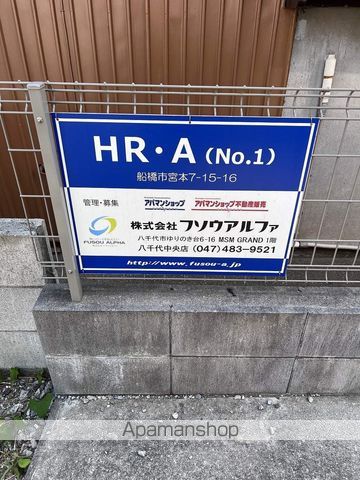 HR・A (No.1)
船橋市宮本7-15-16
管理・募集
アパマンショップ アパマンショップ不動産販売
FUSOU ALPHA
株式会社 フソウアルファ
八千代市ゆりのき台6-16 MSM GRAND 1階
八千代中央店 (047)483-9521
http://www.fusou-a.jp
Apamanshop